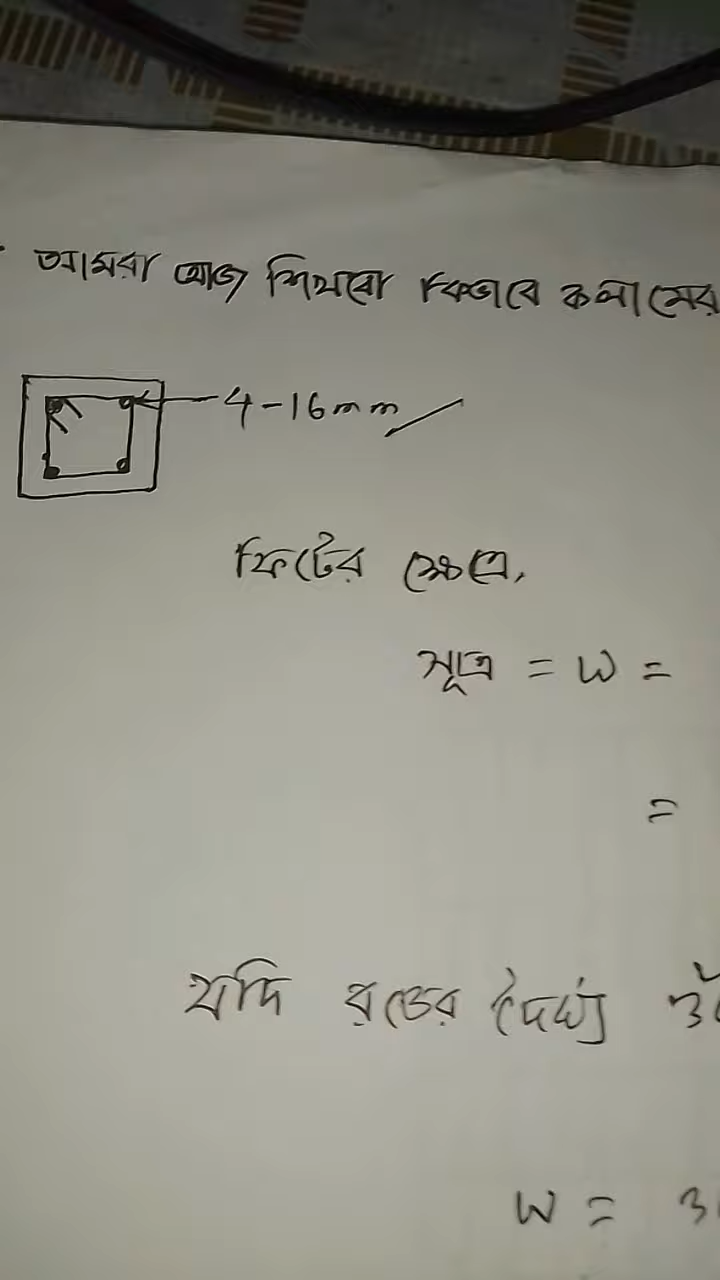 আমরা আজ শিখবো কিভাবে কলামের
4-16mm
ফিটের ক্ষেত্রে,
সূত্র = W =
=
যদি রডের দৈর্ঘ্য
W = 3